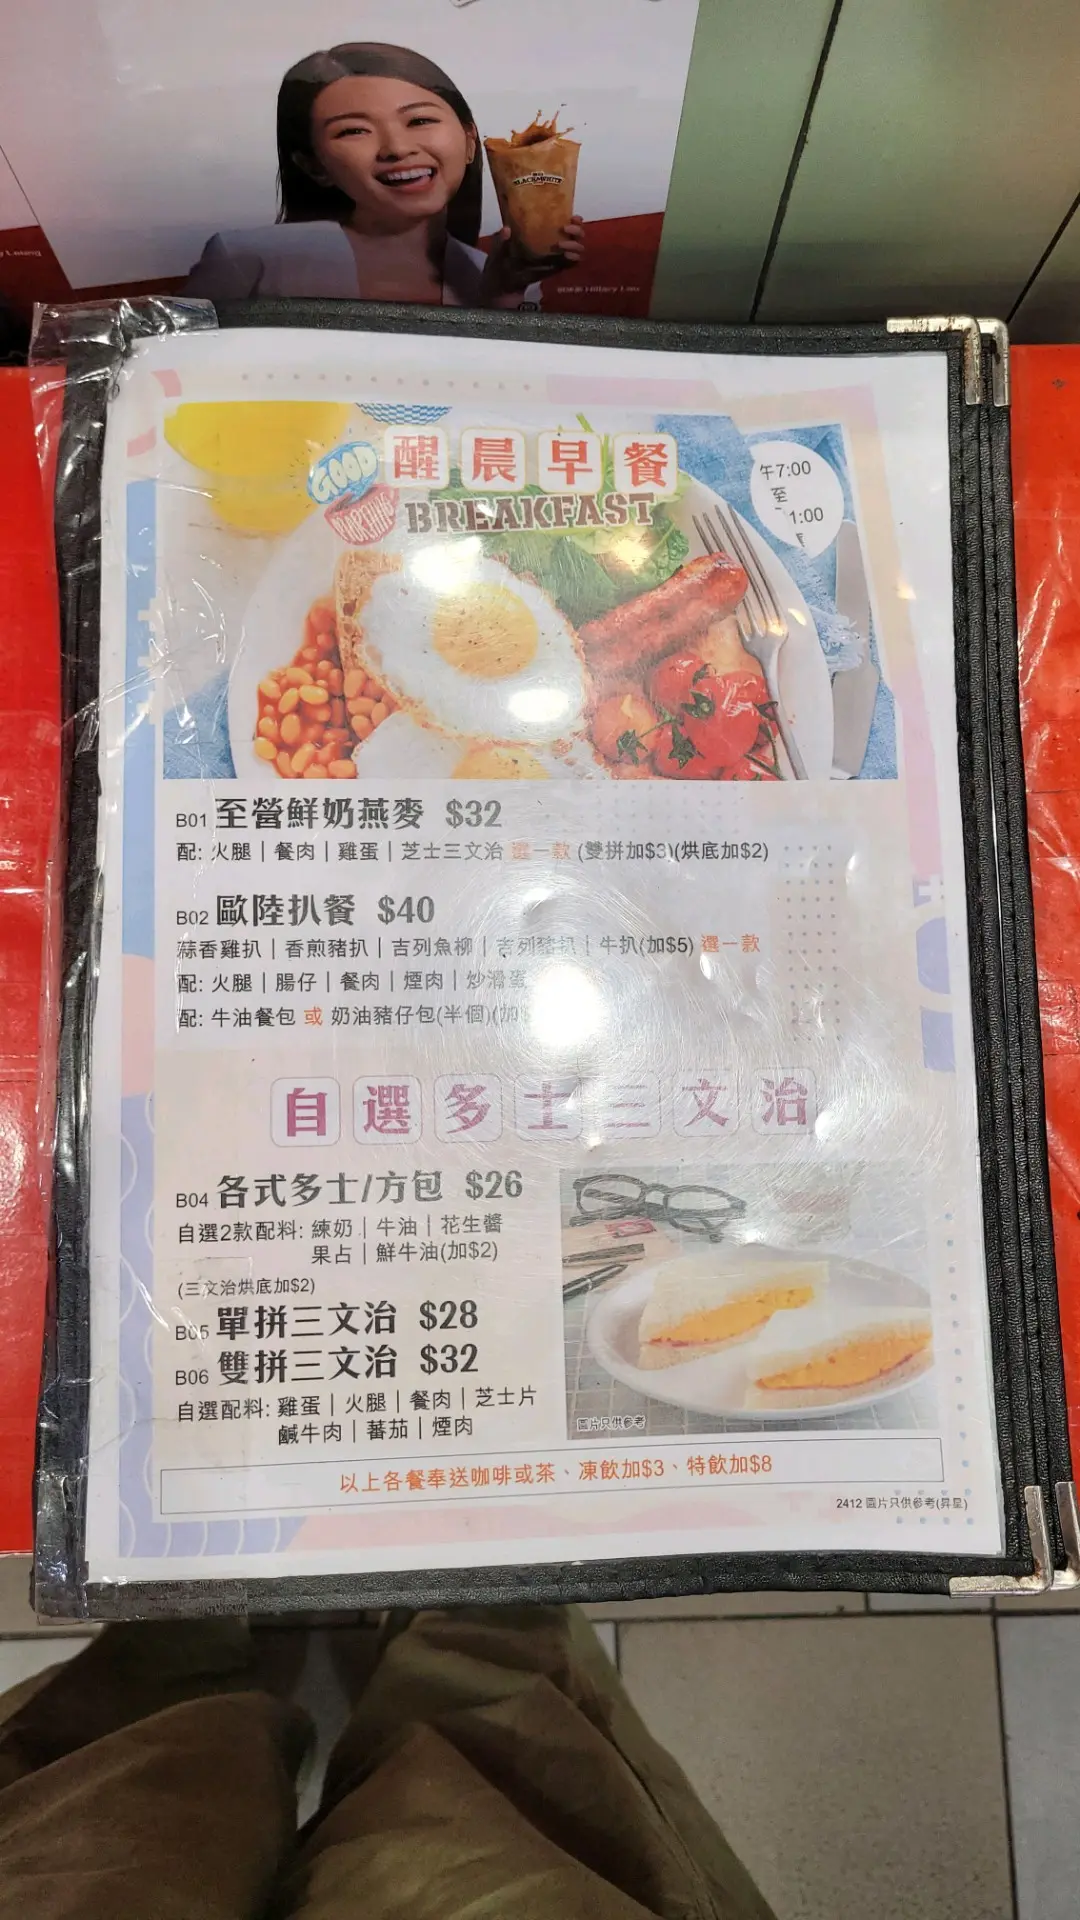 BLACK&WHITE
Hilary Lau
GOOD
MORNING
醒晨早餐
BREAKFAST
午7:00
至
1:00
B01 至營鮮奶燕麥 $32
配: 火腿 | 餐肉 | 雞蛋 | 芝士三文治 選一款 (雙拼加$3)(烘底加$2)
B02 歐陸扒餐 $40
蒜香雞扒 | 香煎豬扒 | 吉列魚柳 | 吉列豬扒 | 牛扒(加$5) 選一款
配: 火腿 | 腸仔 | 餐肉 | 煙肉 | 炒滑蛋
配: 牛油餐包 或 奶油豬仔包(半個)(加$
自選多士三文治
B04 各式多士/方包 $26
自選2款配料: 練奶 | 牛油 | 花生醬
果占 | 鮮牛油(加$2)
(三文治烘底加$2)
B05 單拼三文治 $28
B06 雙拼三文治 $32
自選配料: 雞蛋 | 火腿 | 餐肉 | 芝士片
鹹牛肉 | 蕃茄 | 煙肉
圖片只供參考
以上各餐奉送咖啡或茶、凍飲加$3、特飲加$8
2412 圖片只供參考(昇星)